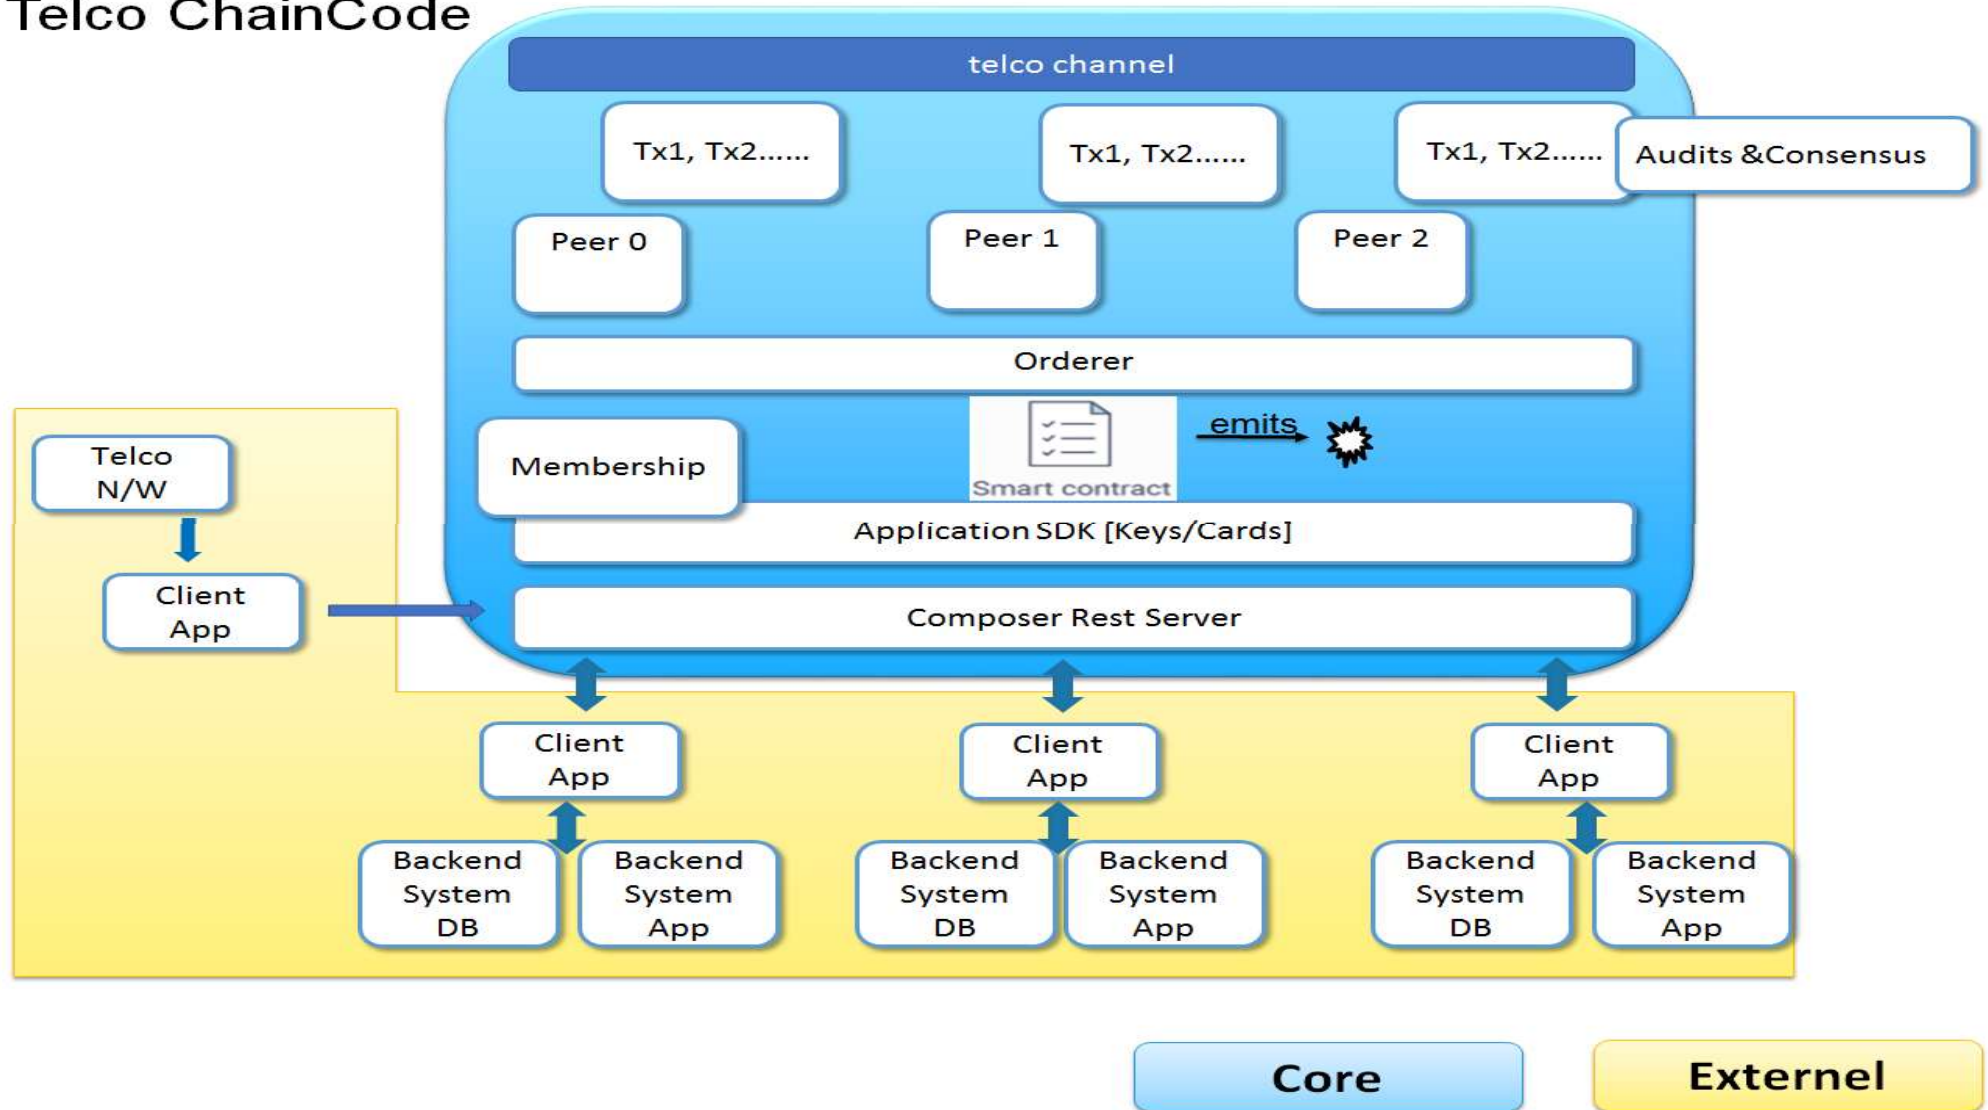 Telco ChainCode
telco channel
Tx1, Tx2......
Tx1, Tx2......
Tx1, Tx2......
Audits &Consensus
Peer 0
Peer 1
Peer 2
Orderer
emits
Smart contract
Membership
Application SDK [Keys/Cards]
Composer Rest Server
Telco
N/W
Client
App
Client
App
Client
App
Client
App
Backend
System
DB
Backend
System
App
Backend
System
DB
Backend
System
App
Backend
System
DB
Backend
System
App
Core
Externel